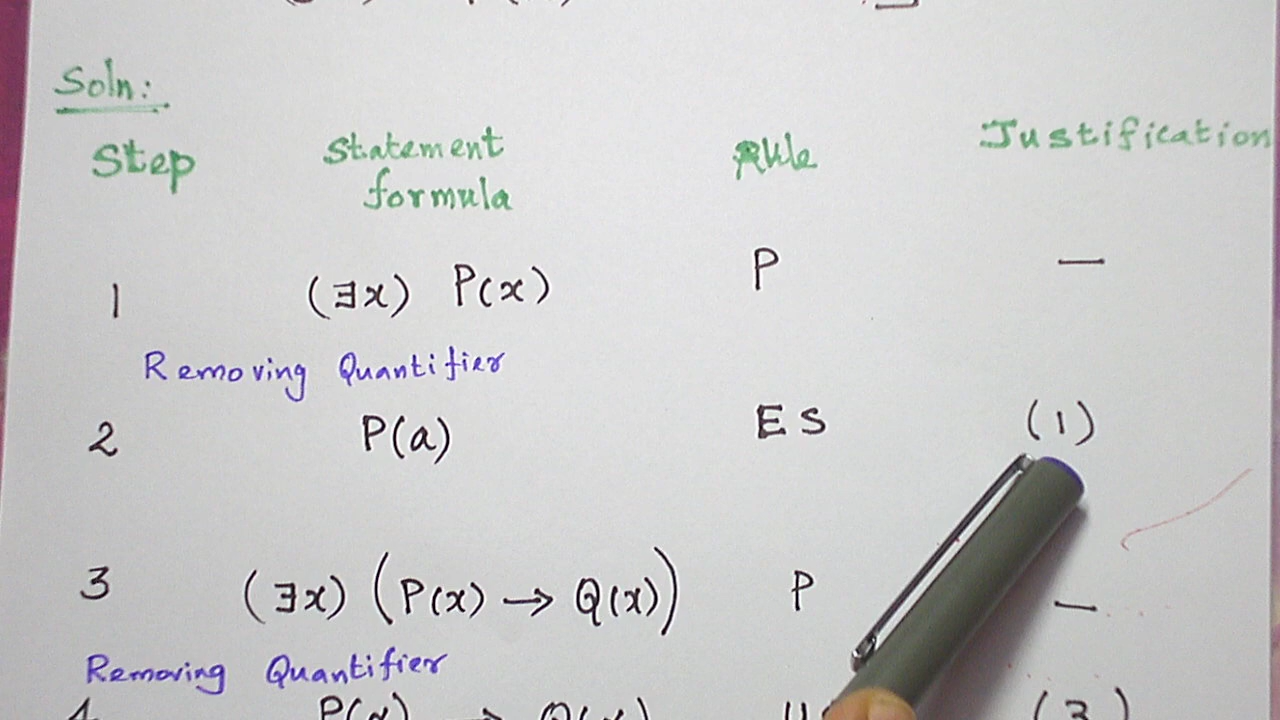 Soln:
Step Statement formula Rule Justification
1 (∃x) P(x) P —
Removing Quantifier
2 P(a) ES (1)
3 (∃x) (P(x) → Q(x)) P —
Removing Quantifier